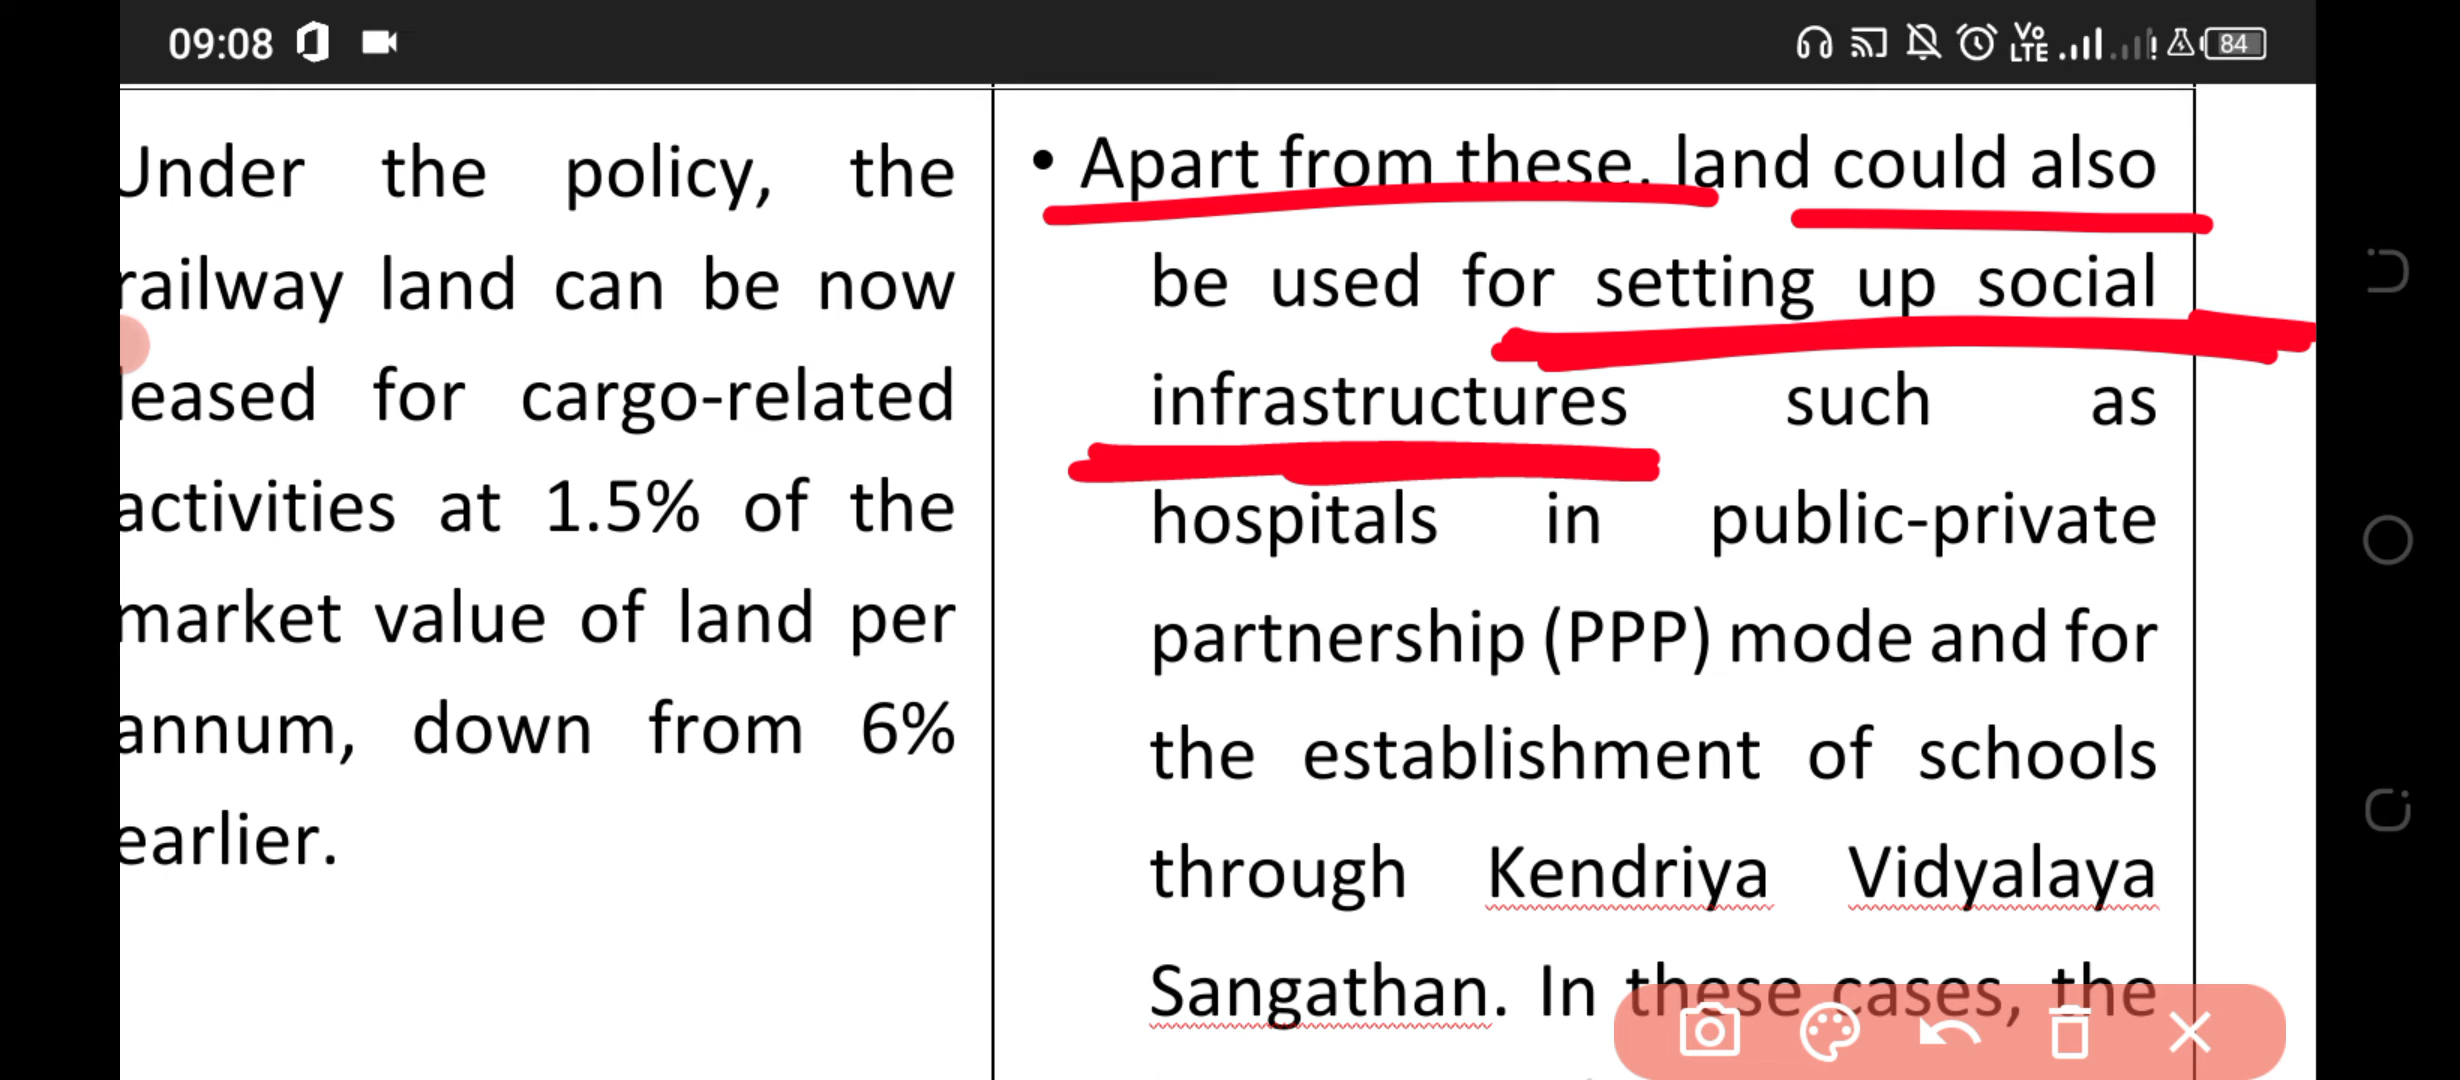 09:08
Vo
LTE
84
Under the policy, the
railway land can be now
leased for cargo-related
activities at 1.5% of the
market value of land per
annum, down from 6%
earlier.
• Apart from these, land could also
be used for setting up social
infrastructures such as
hospitals in public-private
partnership (PPP) mode and for
the establishment of schools
through Kendriya Vidyalaya
Sangathan. In these cases, the